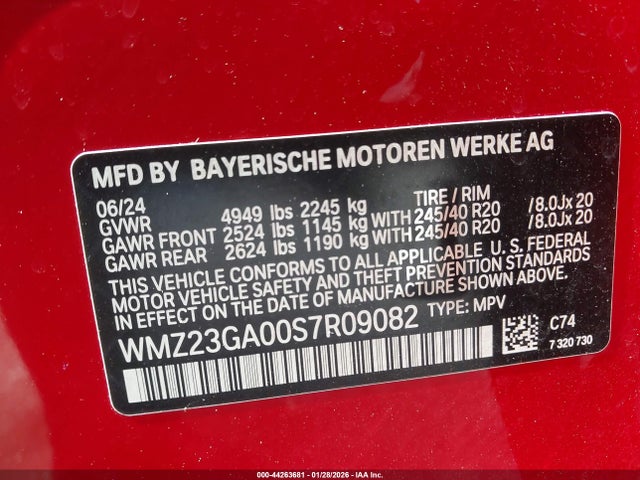 MFD BY BAYERISCHE MOTOREN WERKE AG
06/24 TIRE / RIM
GVWR 4949 lbs 2245 kg
GAWR FRONT 2524 lbs 1145 kg WITH 245/40 R20 /8.0Jx 20
GAWR REAR 2624 lbs 1190 kg WITH 245/40 R20 /8.0Jx 20
THIS VEHICLE CONFORMS TO ALL APPLICABLE U. S. FEDERAL
MOTOR VEHICLE SAFETY AND THEFT PREVENTION STANDARDS
IN EFFECT ON THE DATE OF MANUFACTURE SHOWN ABOVE.
WMZ23GA00S7R09082 TYPE: MPV
C74
7 320 730
000-44263681 | 01/28/2026 - IAA Inc.